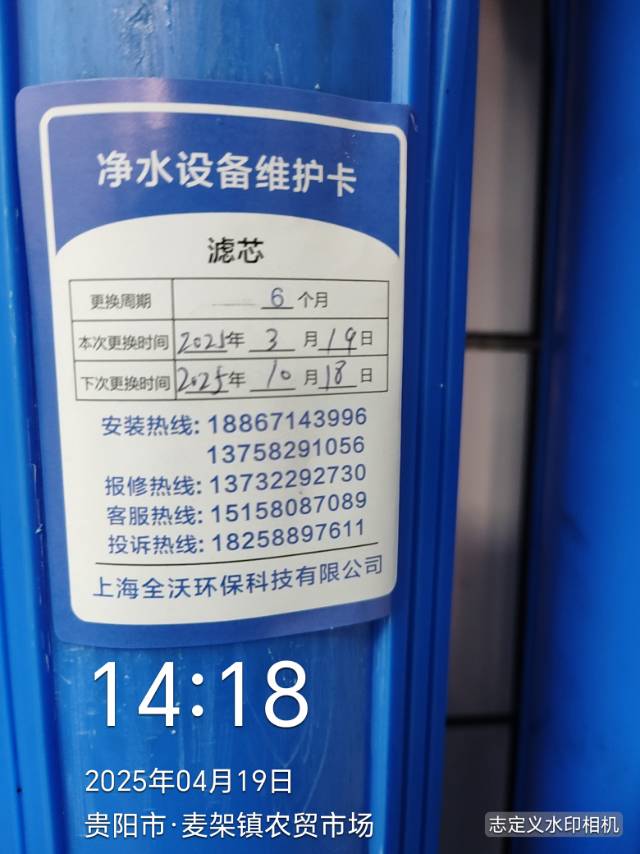 净水设备维护卡
滤芯
更换周期 6 个月
本次更换时间 2025年 3 月 19 日
下次更换时间 2025年 10 月 18 日
安装热线: 18867143996
13758291056
报修热线: 13732292730
客服热线: 15158087089
投诉热线: 18258897611
上海全沃环保科技有限公司
14:18
2025年04月19日
贵阳市·麦架镇农贸市场
志定义水印相机